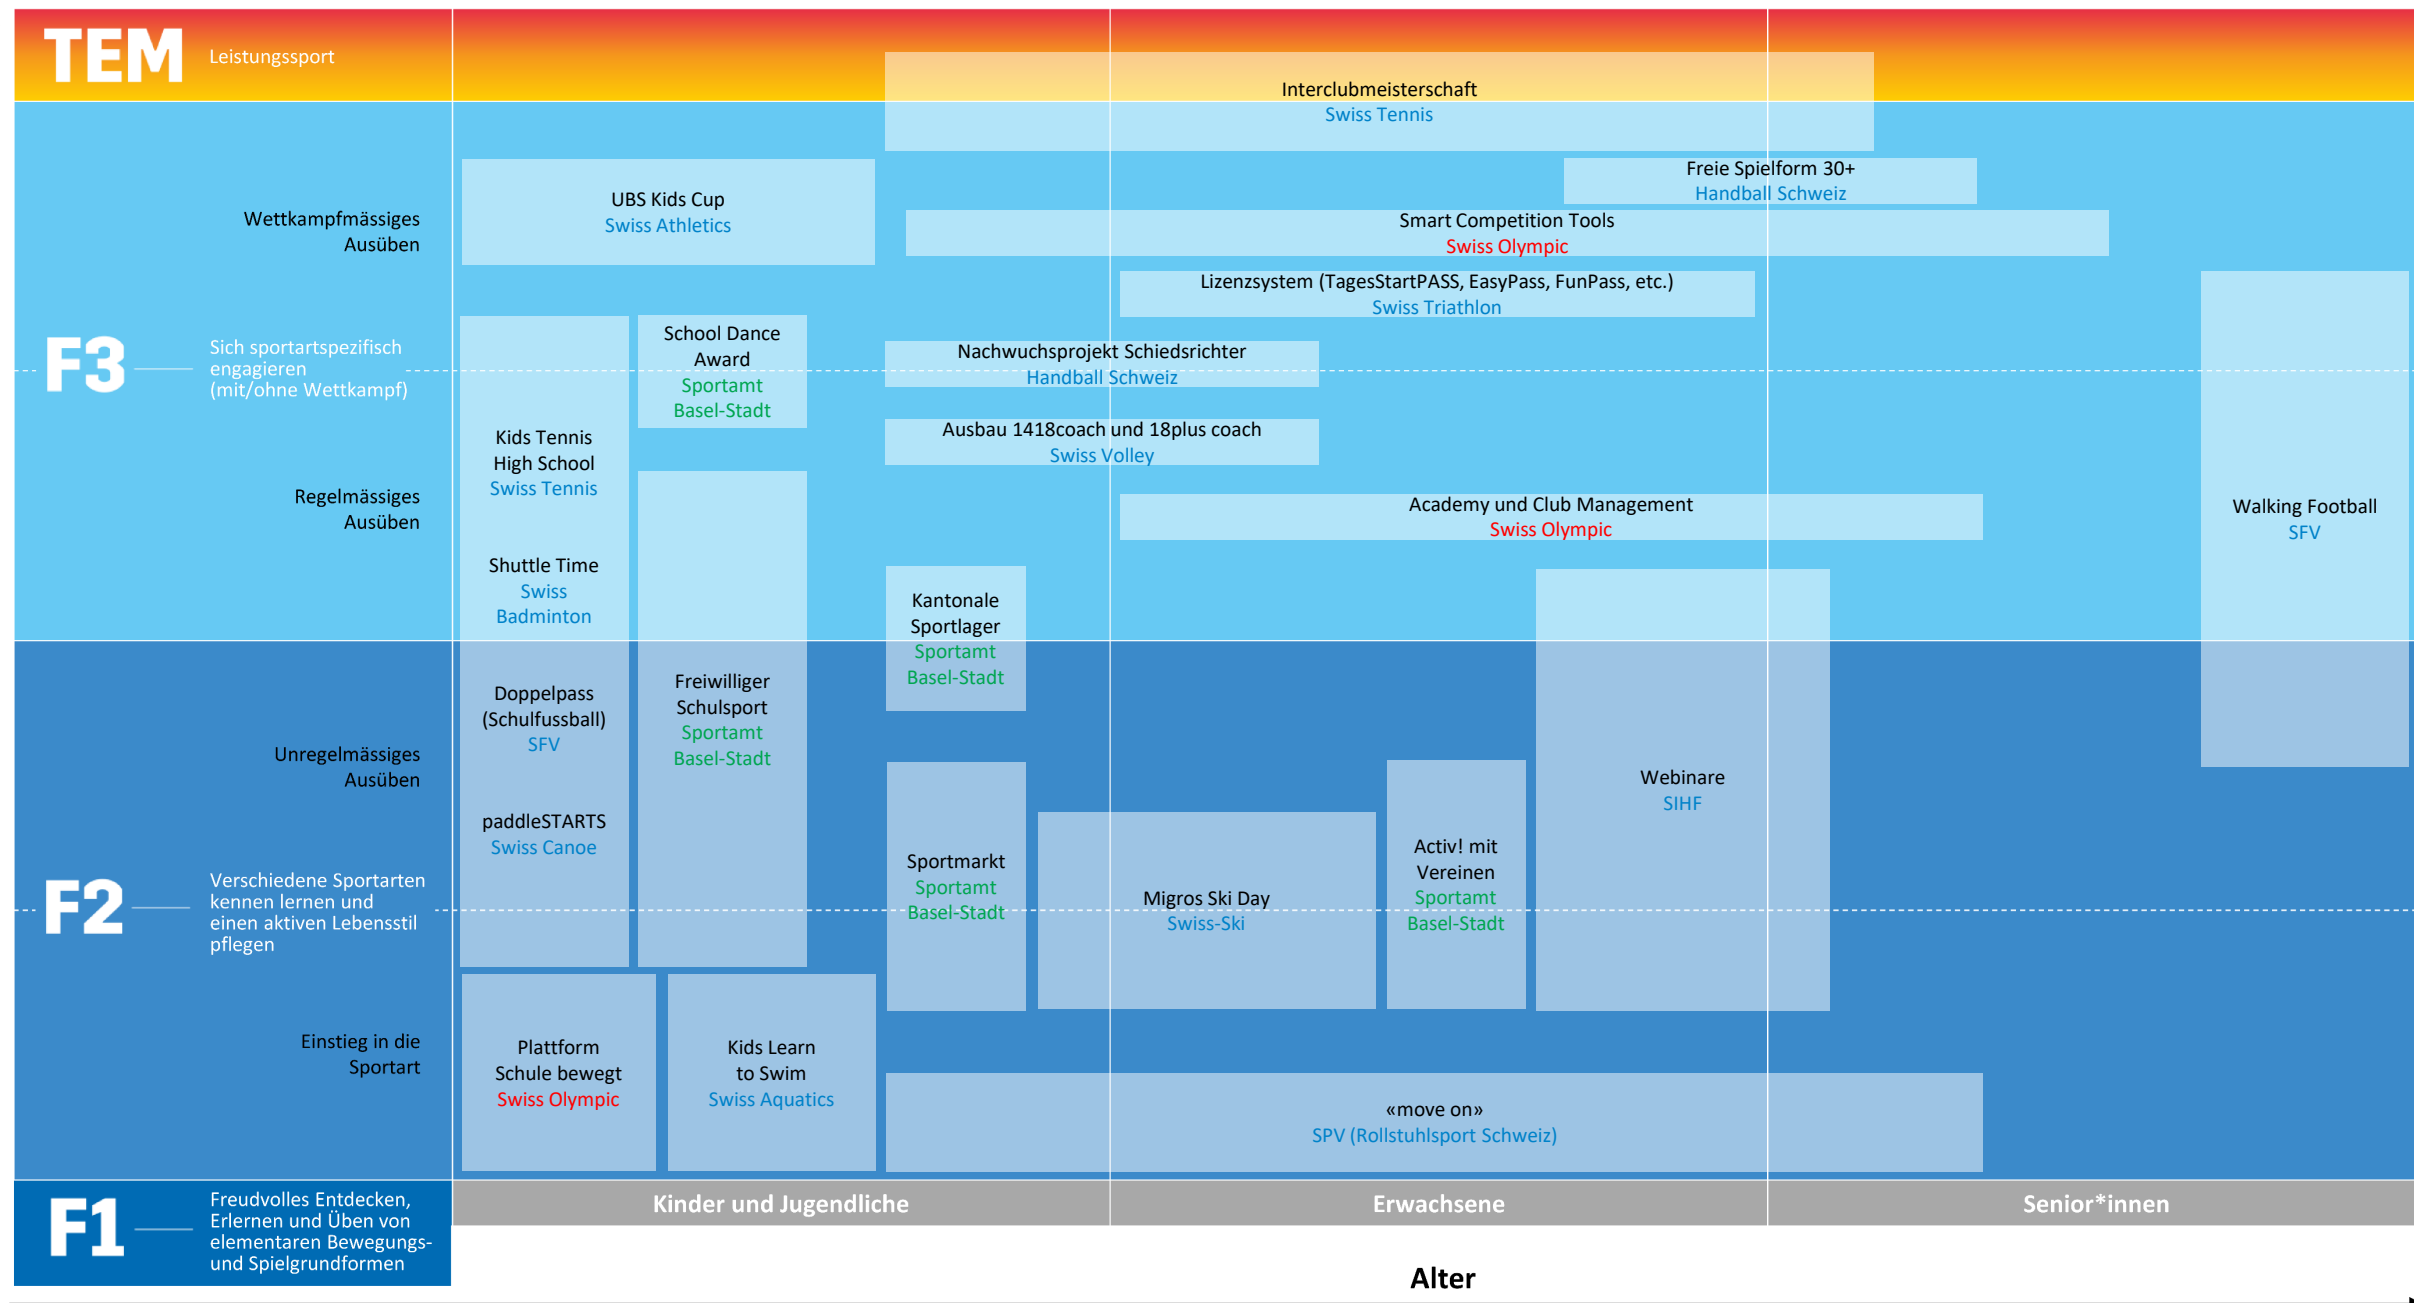 TEM
Leistungssport
Interclubmeisterschaft
Swiss Tennis
Freie Spielform 30+
Handball Schweiz
UBS Kids Cup
Swiss Athletics
Wettkampfmässiges
Ausüben
Smart Competition Tools
Swiss Olympic
Lizenzsystem (TagesStartPASS, EasyPass, FunPass, etc.)
Swiss Triathlon
F3
Sich sportartspezifisch
engagieren
(mit/ohne Wettkampf)
School Dance
Award
Sportamt
Basel-Stadt
Nachwuchsprojekt Schiedsrichter
Handball Schweiz
Kids Tennis
High School
Swiss Tennis
Ausbau 1418coach und 18plus coach
Swiss Volley
Regelmässiges
Ausüben
Academy und Club Management
Swiss Olympic
Walking Football
SFV
Shuttle Time
Swiss
Badminton
Kantonale
Sportlager
Sportamt
Basel-Stadt
Doppelpass
(Schulfussball)
SFV
Freiwilliger
Schulsport
Sportamt
Basel-Stadt
Unregelmässiges
Ausüben
Webinare
SIHF
paddleSTARTS
Swiss Canoe
Sportmarkt
Sportamt
Basel-Stadt
Migros Ski Day
Swiss-Ski
Activ! mit
Vereinen
Sportamt
Basel-Stadt
F2
Verschiedene Sportarten
kennen lernen und
einen aktiven Lebensstil
pflegen
Einstieg in die
Sportart
Plattform
Schule bewegt
Swiss Olympic
Kids Learn
to Swim
Swiss Aquatics
«move on»
SPV (Rollstuhlsport Schweiz)
F1
Freudvolles Entdecken,
Erlernen und Üben von
elementaren Bewegungs-
und Spielgrundformen
Kinder und Jugendliche
Erwachsene
Senior*innen
Alter